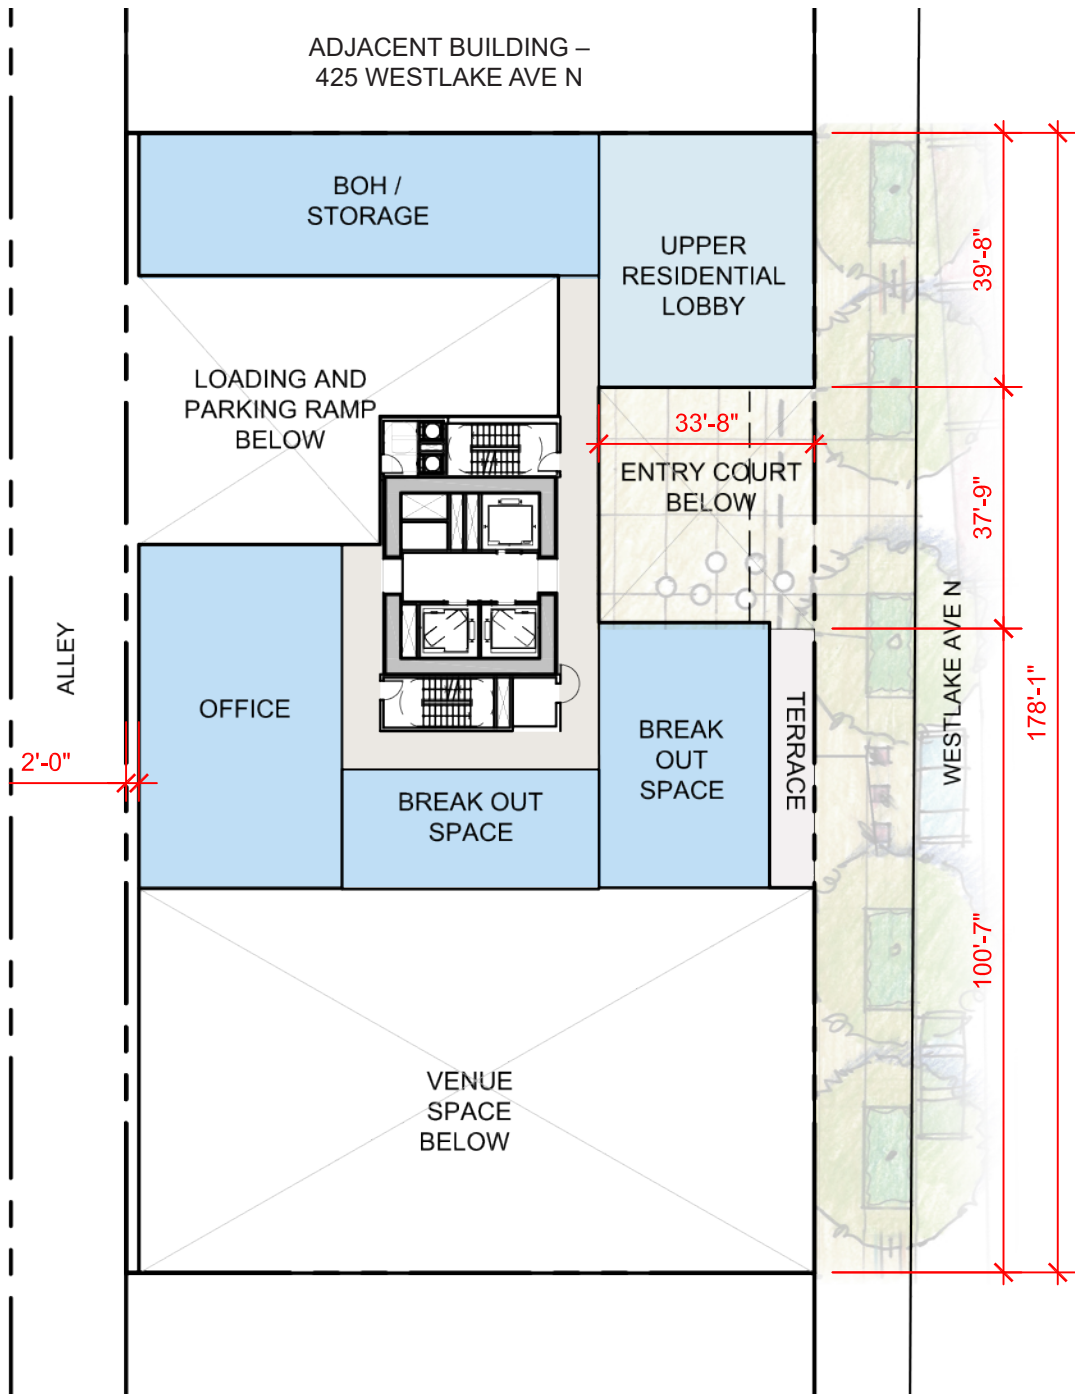 ADJACENT BUILDING –
425 WESTLAKE AVE N
BOH /
STORAGE
UPPER
RESIDENTIAL
LOBBY
39'-8"
LOADING AND
PARKING RAMP
BELOW
33'-8"
ENTRY COURT
BELOW
37'-9"
ALLEY
WESTLAKE AVE N
178'-1"
OFFICE
BREAK
OUT
SPACE
TERRACE
2'-0"
BREAK OUT
SPACE
100'-7"
VENUE
SPACE
BELOW